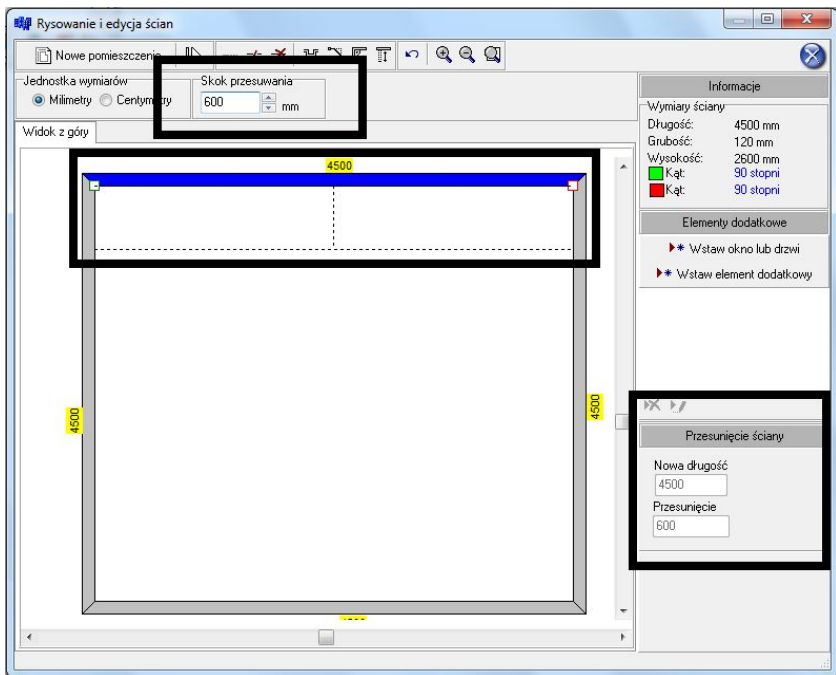 Rysowanie i edycja ścian
Nowe pomieszczenie
Jednostka wymiarów
Milimetry Centymetry
Skok przesuwania
600 mm
Widok z góry
4500
4500
4500
Informacje
Wymiary ściany
Długość: 4500 mm
Grubość: 120 mm
Wysokość: 2600 mm
Kąt: 90 stopni
Kąt: 90 stopni
Elementy dodatkowe
Wstaw okno lub drzwi
Wstaw element dodatkowy
Przesunięcie ściany
Nowa długość
4500
Przesunięcie
600